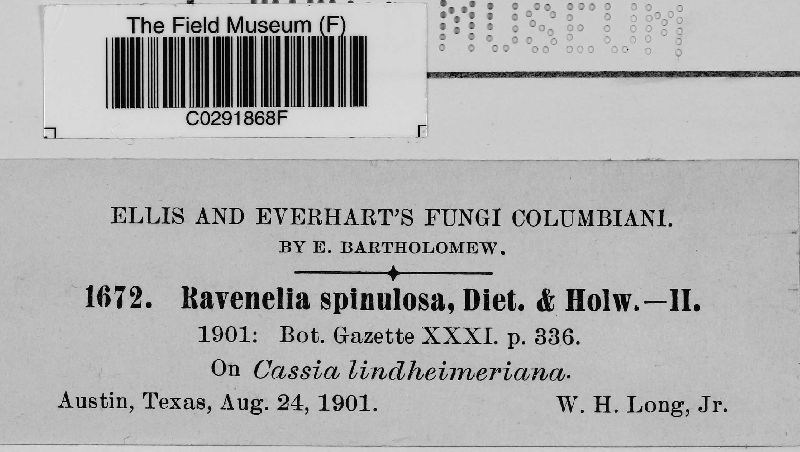 MUSEUM
The Field Museum (F)
C0291868F
ELLIS AND EVERHART'S FUNGI COLUMBIANI.
BY E. BARTHOLOMEW.
1672. Ravenelia spinulosa, Diet. & Holw.—II.
1901: Bot. Gazette XXXI. p. 336.
On Cassia lindheimeriana.
Austin, Texas, Aug. 24, 1901. W. H. Long, Jr.